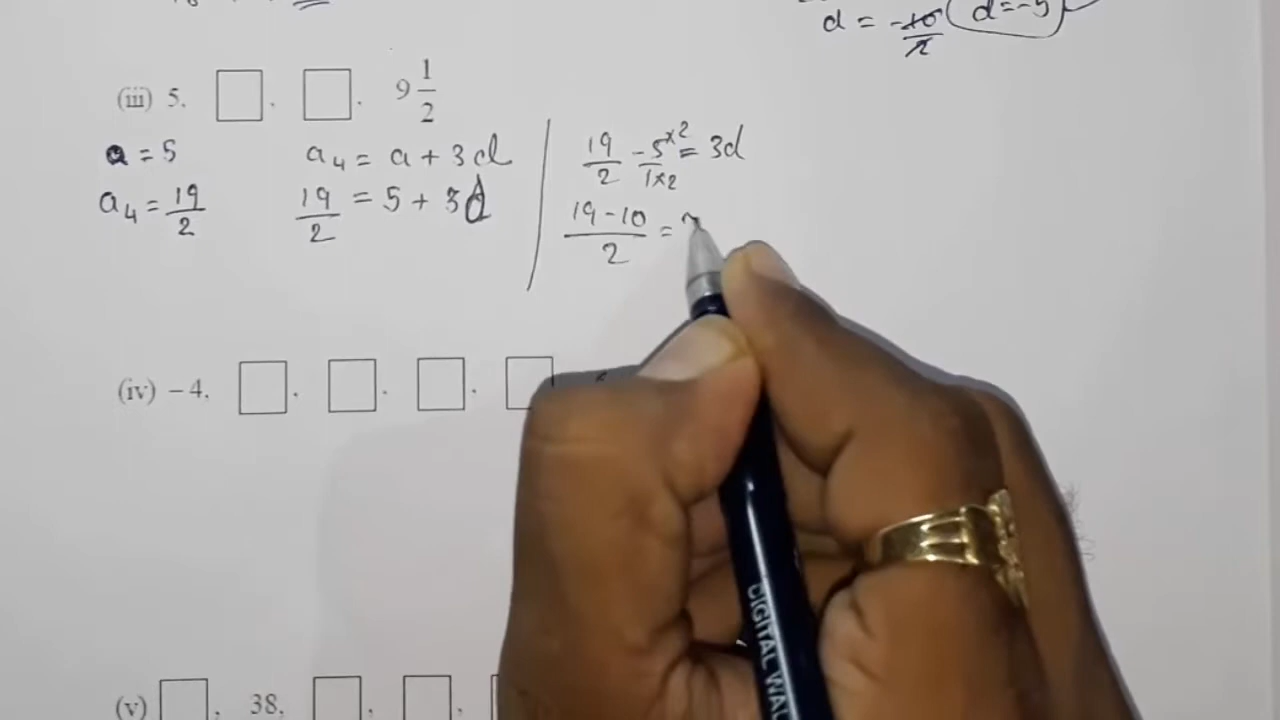 d = -10/2 d=-5
(iii) 5, , , 9 1/2
a = 5
a4 = 19/2
a4 = a + 3d
19/2 = 5 + 3d
19/2 - 5×2/1×2 = 3d
19-10/2 =
(iv) -4, , , ,
(v) , 38, , ,
DIGITAL